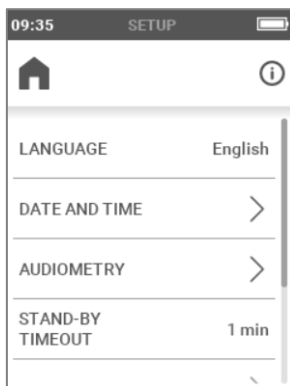 09:35 SETUP
LANGUAGE English
DATE AND TIME
AUDIOMETRY
STAND-BY
TIMEOUT 1 min